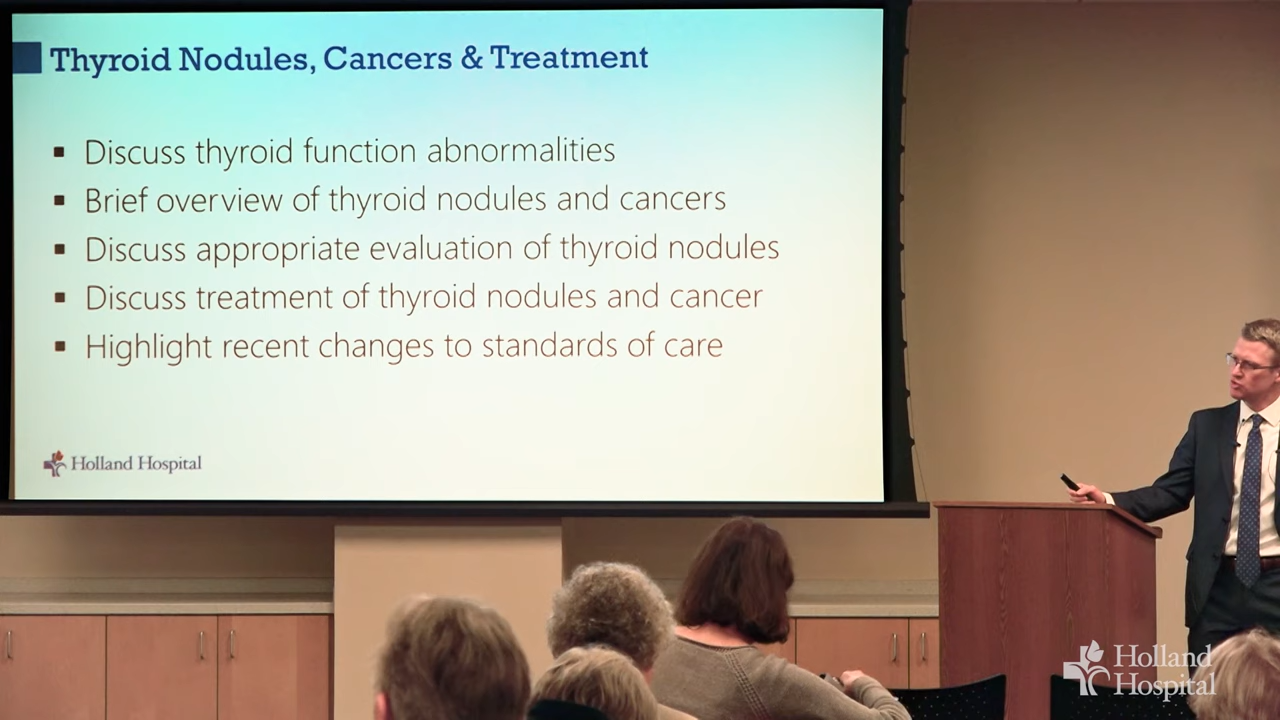 Thyroid Nodules, Cancers & Treatment
Discuss thyroid function abnormalities
Brief overview of thyroid nodules and cancers
Discuss appropriate evaluation of thyroid nodules
Discuss treatment of thyroid nodules and cancer
Highlight recent changes to standards of care
Holland Hospital
Holland
Hospital